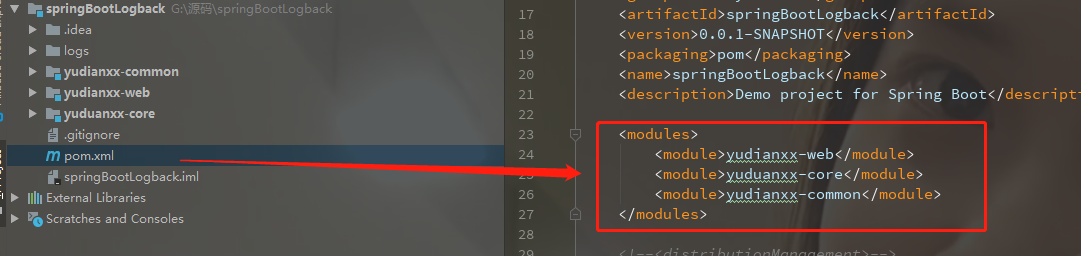 springBootLogback G:\源码\springBootLogback
.idea
logs
yudianxx-common
yudianxx-web
yuduanxx-core
.gitignore
pom.xml
springBootLogback.iml
External Libraries
Scratches and Consoles
17 <artifactId>springBootLogback</artifactId>
18 <version>0.0.1-SNAPSHOT</version>
19 <packaging>pom</packaging>
20 <name>springBootLogback</name>
21 <description>Demo project for Spring Boot</descript
22
23 <modules>
24 <module>yudianxx-web</module>
25 <module>yuduanxx-core</module>
26 <module>yudianxx-common</module>
27 </modules>
28
29 <!--<distributionManagement>-->